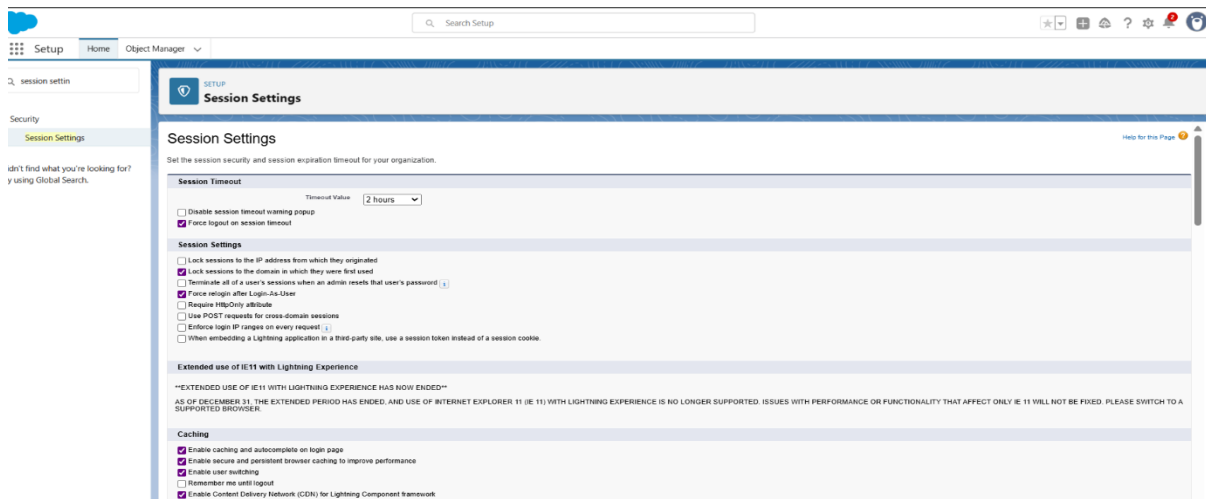 Search Setup
2
Setup
Home
Object Manager
session settin
Security
Session Settings
idn't find what you're looking for?
y using Global Search.
SETUP
Session Settings
Session Settings
Help for this Page
Set the session security and session expiration timeout for your organization.
Session Timeout
Timeout Value 2 hours
Disable session timeout warning popup
Force logout on session timeout
Session Settings
Lock sessions to the IP address from which they originated
Lock sessions to the domain in which they were first used
Terminate all of a user's sessions when an admin resets that user's password i
Force relogin after Login-As-User
Require HttpOnly attribute
Use POST requests for cross-domain sessions
Enforce login IP ranges on every request i
When embedding a Lightning application in a third-party site, use a session token instead of a session cookie.
Extended use of IE11 with Lightning Experience
**EXTENDED USE OF IE11 WITH LIGHTNING EXPERIENCE HAS NOW ENDED**
AS OF DECEMBER 31, THE EXTENDED PERIOD HAS ENDED, AND USE OF INTERNET EXPLORER 11 (IE 11) WITH LIGHTNING EXPERIENCE IS NO LONGER SUPPORTED. ISSUES WITH PERFORMANCE OR FUNCTIONALITY THAT AFFECT ONLY IE 11 WILL NOT BE FIXED. PLEASE SWITCH TO A
SUPPORTED BROWSER.
Caching
Enable caching and autocomplete on login page
Enable secure and persistent browser caching to improve performance
Enable user switching
Remember me until logout
Enable Content Delivery Network (CDN) for Lightning Component framework